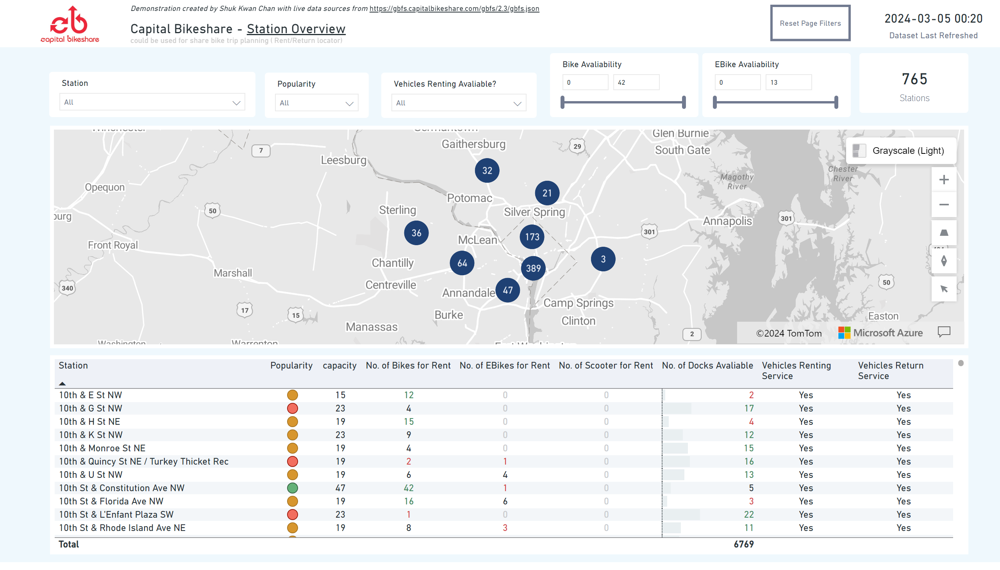 Demonstration created by Shuk Kwan Chan with live data sources from https://gbfs.capitalbikeshare.com/gbfs/2.3/gbfs.json
capital bikeshare
Capital Bikeshare - Station Overview
could be used for share bike trip planning ( Rent/Return locator)
Reset Page Filters
2024-03-05 00:20
Dataset Last Refreshed
Station
All
Popularity
All
Vehicles Renting Avaliable?
All
Bike Avaliability
0 42
EBike Avaliability
0 13
765
Stations
Winchester
Germantown
Glen Burnie
Gaithersburg
29
South Gate
7
Grayscale (Light)
Leesburg
32
Chester
River
Magothy
River
Opequon
21
Potomac
Sterling
50
Silver Spring
burg
Annapolis
301
36
173
301
McLean
Front Royal
3
64
Chantilly
389
Marshall
Centreville
50
340
47
Annandale
Camp Springs
17
15
Burke
Clinton
Easton
Manassas
2
©2024 TomTom
Microsoft Azure
Washington
Warrenton
Station Popularity capacity No. of Bikes for Rent No. of EBikes for Rent No. of Scooter for Rent No. of Docks Avaliable Vehicles Renting Service Vehicles Return Service
10th & E St NW 15 12 0 0 2 Yes Yes
10th & G St NW 23 4 0 0 17 Yes Yes
10th & H St NE 19 15 0 0 4 Yes Yes
10th & K St NW 23 9 0 0 12 Yes Yes
10th & Monroe St NE 19 4 0 0 15 Yes Yes
10th & Quincy St NE / Turkey Thicket Rec 19 2 1 0 16 Yes Yes
10th & U St NW 19 6 4 0 13 Yes Yes
10th St & Constitution Ave NW 47 42 1 0 5 Yes Yes
10th St & Florida Ave NW 19 16 6 0 3 Yes Yes
10th St & L'Enfant Plaza SW 23 1 0 0 22 Yes Yes
10th St & Rhode Island Ave NE 19 8 3 0 11 Yes Yes
Total 6769